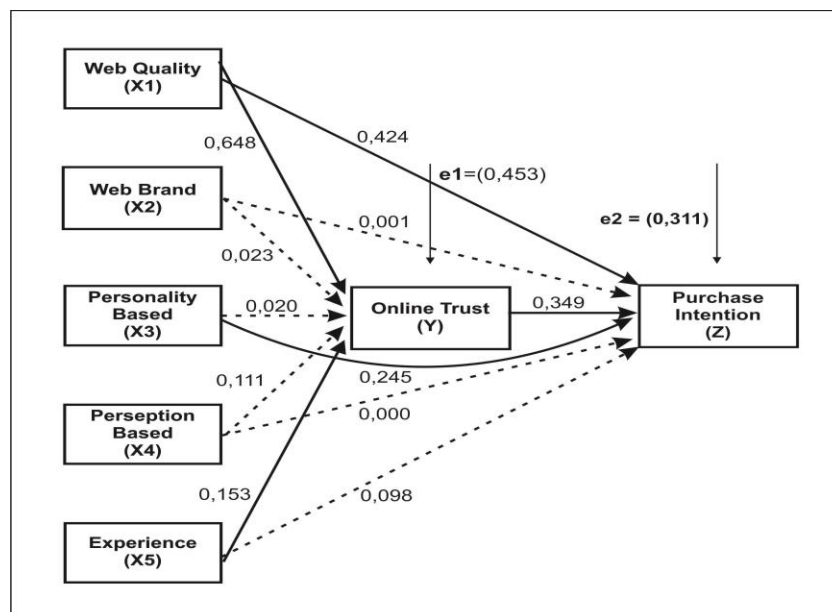 Web Quality
(X1)
0,648
0,424
e1=(0,453)
e2 = (0,311)
Web Brand
(X2)
0,001
0,023
Personality
Based
(X3)
0,020
Online Trust
(Y)
0,349
Purchase
Intention
(Z)
0,111
0,245
0,000
Perseption
Based
(X4)
0,153
0,098
Experience
(X5)